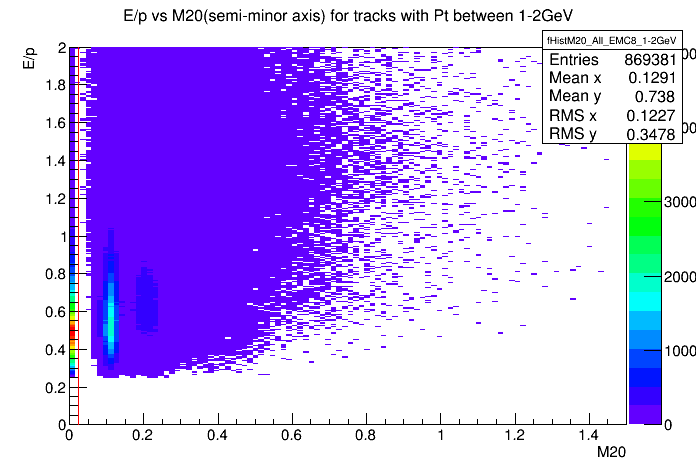 E/p vs M20(semi-minor axis) for tracks with Pt between 1-2GeV
fHistM20_All_EMC8_1-2GeV
Entries 869381
Mean x 0.1291
Mean y 0.738
RMS x 0.1227
RMS y 0.3478
E/p
2
1.8
1.6
1.4
1.2
1
0.8
0.6
0.4
0.2
0
0 0.2 0.4 0.6 0.8 1 1.2 1.4
M20
3000
2000
1000
0